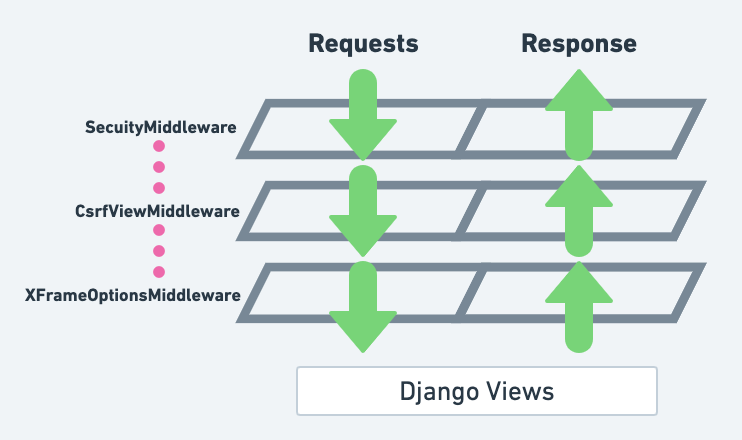 Requests
Response
SecuityMiddleware
CsrfViewMiddleware
XFrameOptionsMiddleware
Django Views